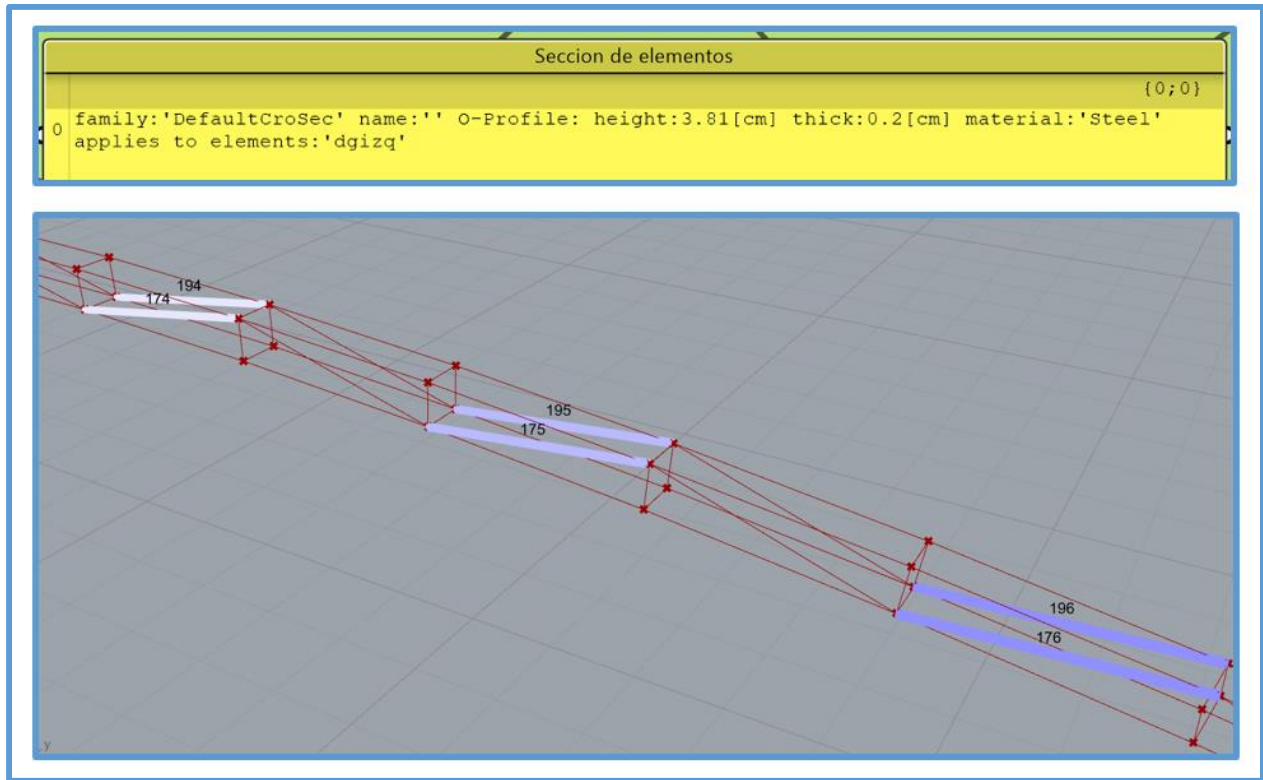 Seccion de elementos
{0;0}
0 family:'DefaultCroSec' name:'' O-Profile: height:3.81[cm] thick:0.2[cm] material:'Steel'
applies to elements:'dgizq'
194
174
195
175
196
176
y